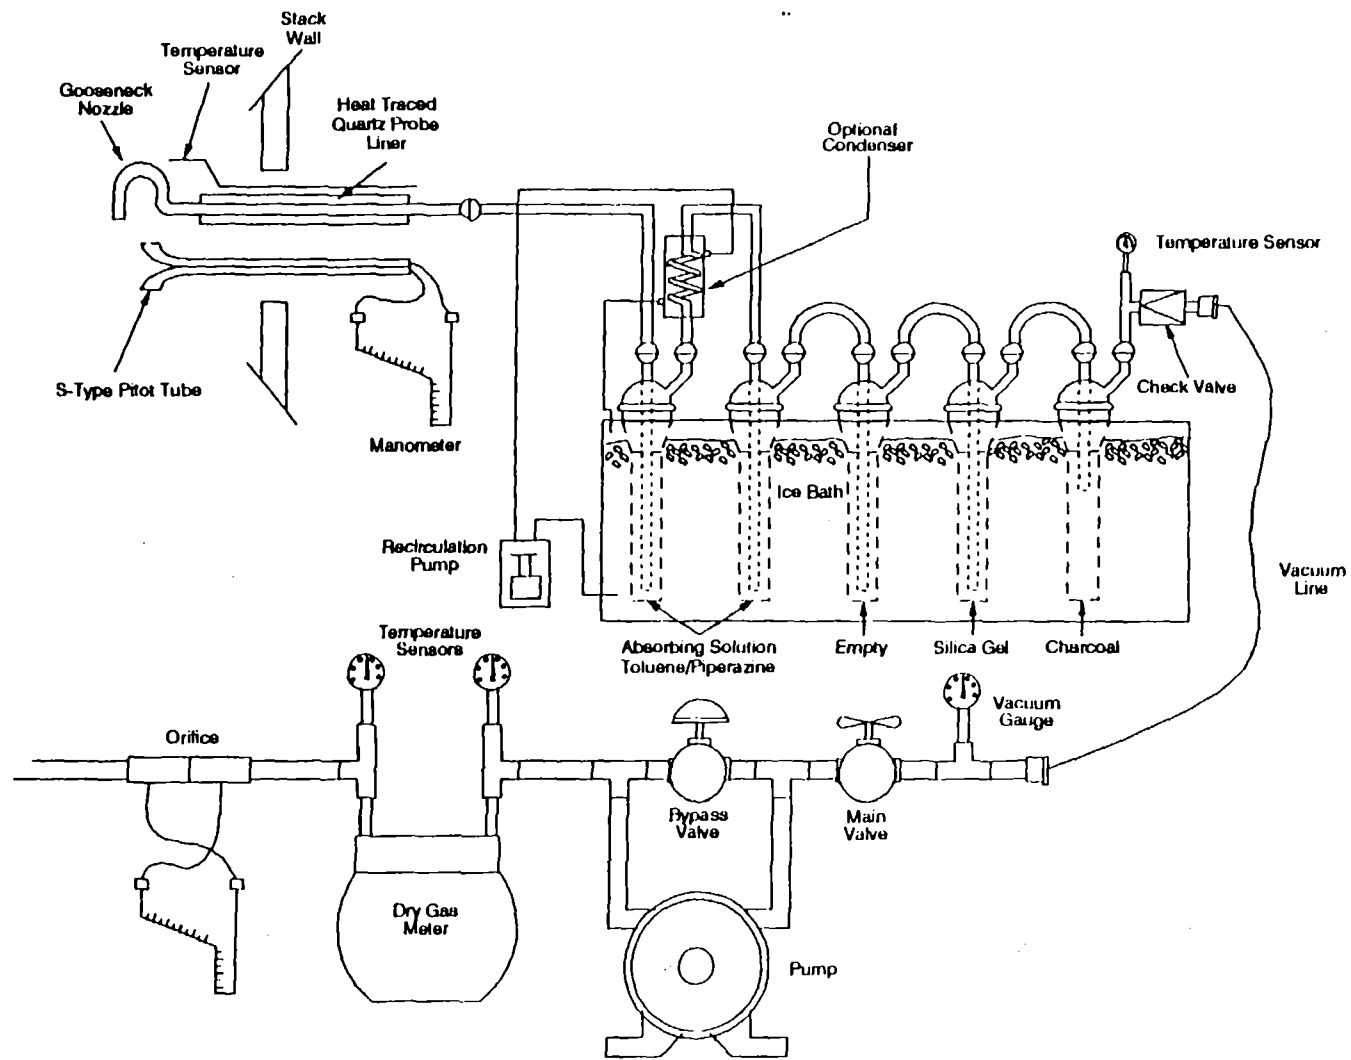 Stack
Wall
Temperature
Sensor
Gooseneck
Nozzle
Heat Traced
Quartz Probe
Liner
Optional
Condenser
Temperature Sensor
S-Type Pitot Tube
Manometer
Check Valve
Ice Bath
Recirculation
Pump
Vacuum
Line
Temperature
Sensors
Absorbing Solution
Toluene/Piperazine
Empty
Silica Gel
Charcoal
Vacuum
Gauge
Orifice
Bypass
Valve
Main
Valve
Dry Gas
Meter
Pump